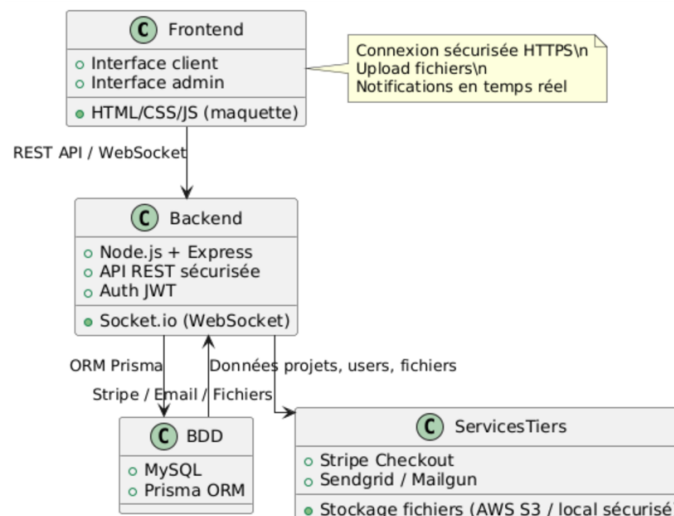 C Frontend
Interface client
Interface admin
HTML/CSS/JS (maquette)
Connexion sécurisée HTTPS\n
Upload fichiers\n
Notifications en temps réel
REST API / WebSocket
C Backend
Node.js + Express
API REST sécurisée
Auth JWT
Socket.io (WebSocket)
ORM Prisma
Données projets, users, fichiers
Stripe / Email / Fichiers
C BDD
MySQL
Prisma ORM
C ServicesTiers
Stripe Checkout
Sendgrid / Mailgun
Stockage fichiers (AWS S3 / local sécurisé